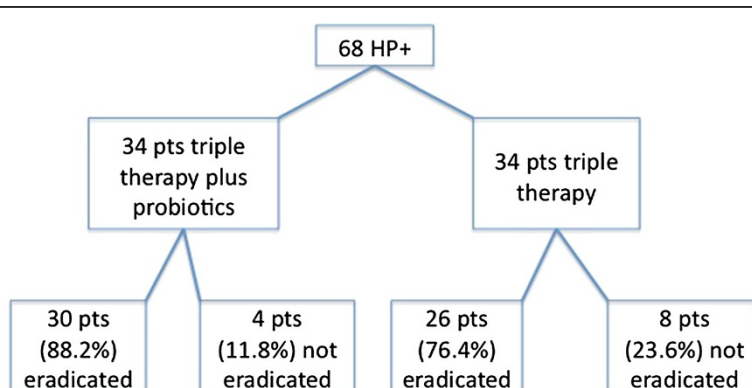 68 HP+
34 pts triple
therapy plus
probiotics
34 pts triple
therapy
30 pts
(88.2%)
eradicated
4 pts
(11.8%) not
eradicated
26 pts
(76.4%)
eradicated
8 pts
(23.6%) not
eradicated